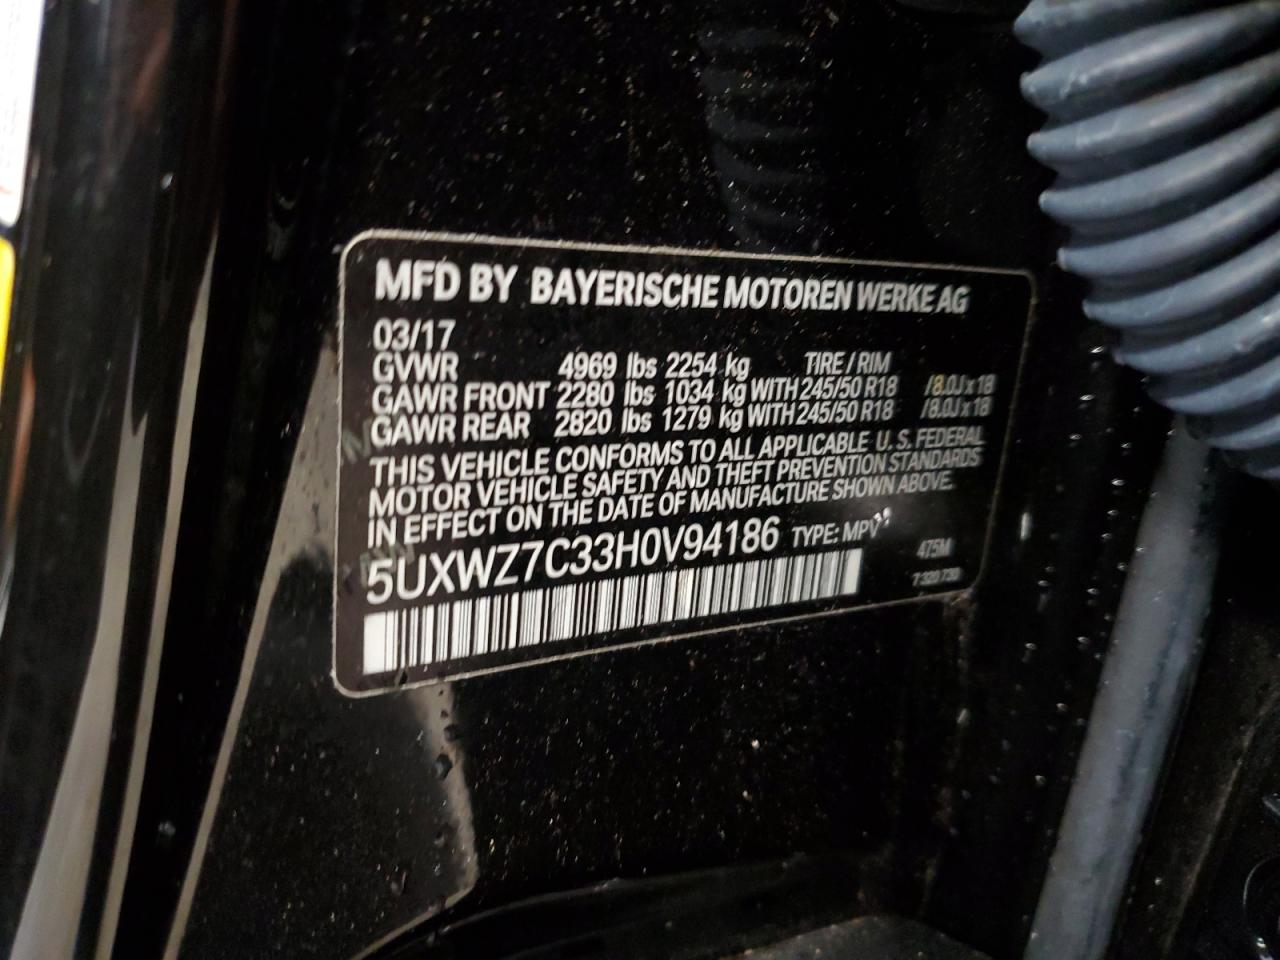 MFD BY BAYERISCHE MOTOREN WERKE AG
03/17
GVWR 4969 lbs 2254 kg TIRE / RIM
GAWR FRONT 2280 lbs 1034 kg WITH 245/50 R18 /8.0J x 18
GAWR REAR 2820 lbs 1279 kg WITH 245/50 R18 /8.0J x 18
THIS VEHICLE CONFORMS TO ALL APPLICABLE U.S. FEDERAL
MOTOR VEHICLE SAFETY AND THEFT PREVENTION STANDARDS
IN EFFECT ON THE DATE OF MANUFACTURE SHOWN ABOVE.
5UXWZ7C33H0V94186 TYPE: MPV
475M
7 320 730